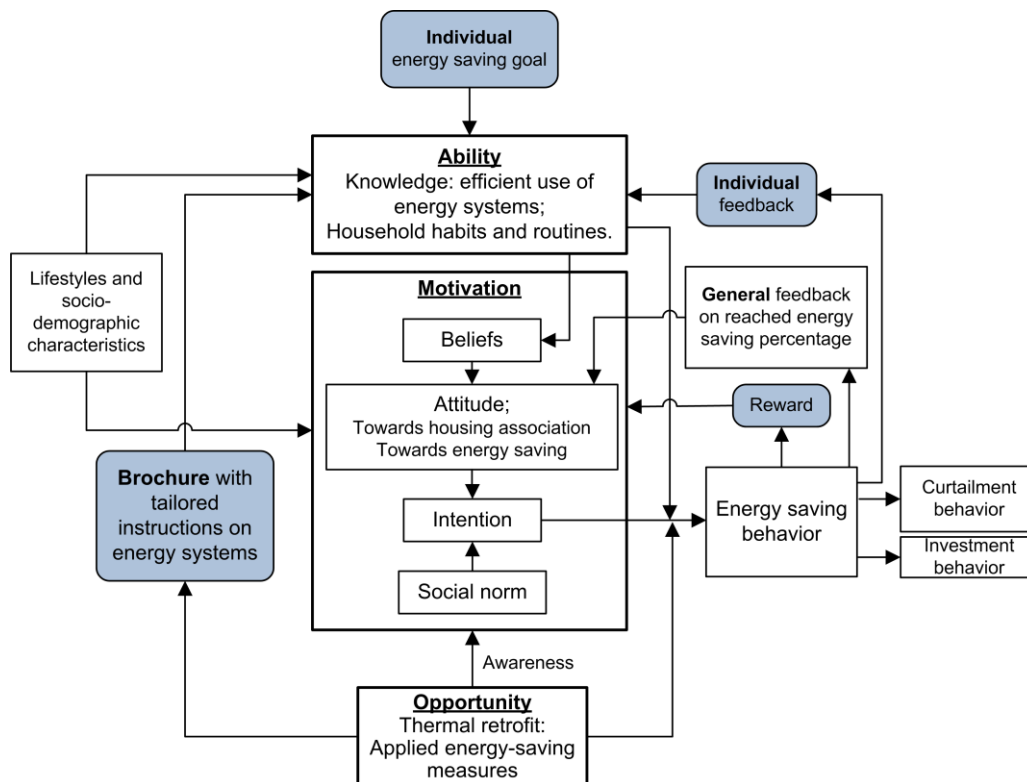 Individual
energy saving goal
Ability
Knowledge: efficient use of
energy systems;
Household habits and routines.
Individual
feedback
Lifestyles and
socio-
demographic
characteristics
Motivation
General feedback
on reached energy
saving percentage
Beliefs
Attitude;
Towards housing association
Towards energy saving
Reward
Brochure with
tailored
instructions on
energy systems
Intention
Energy saving
behavior
Curtailment
behavior
Investment
behavior
Social norm
Awareness
Opportunity
Thermal retrofit:
Applied energy-saving
measures